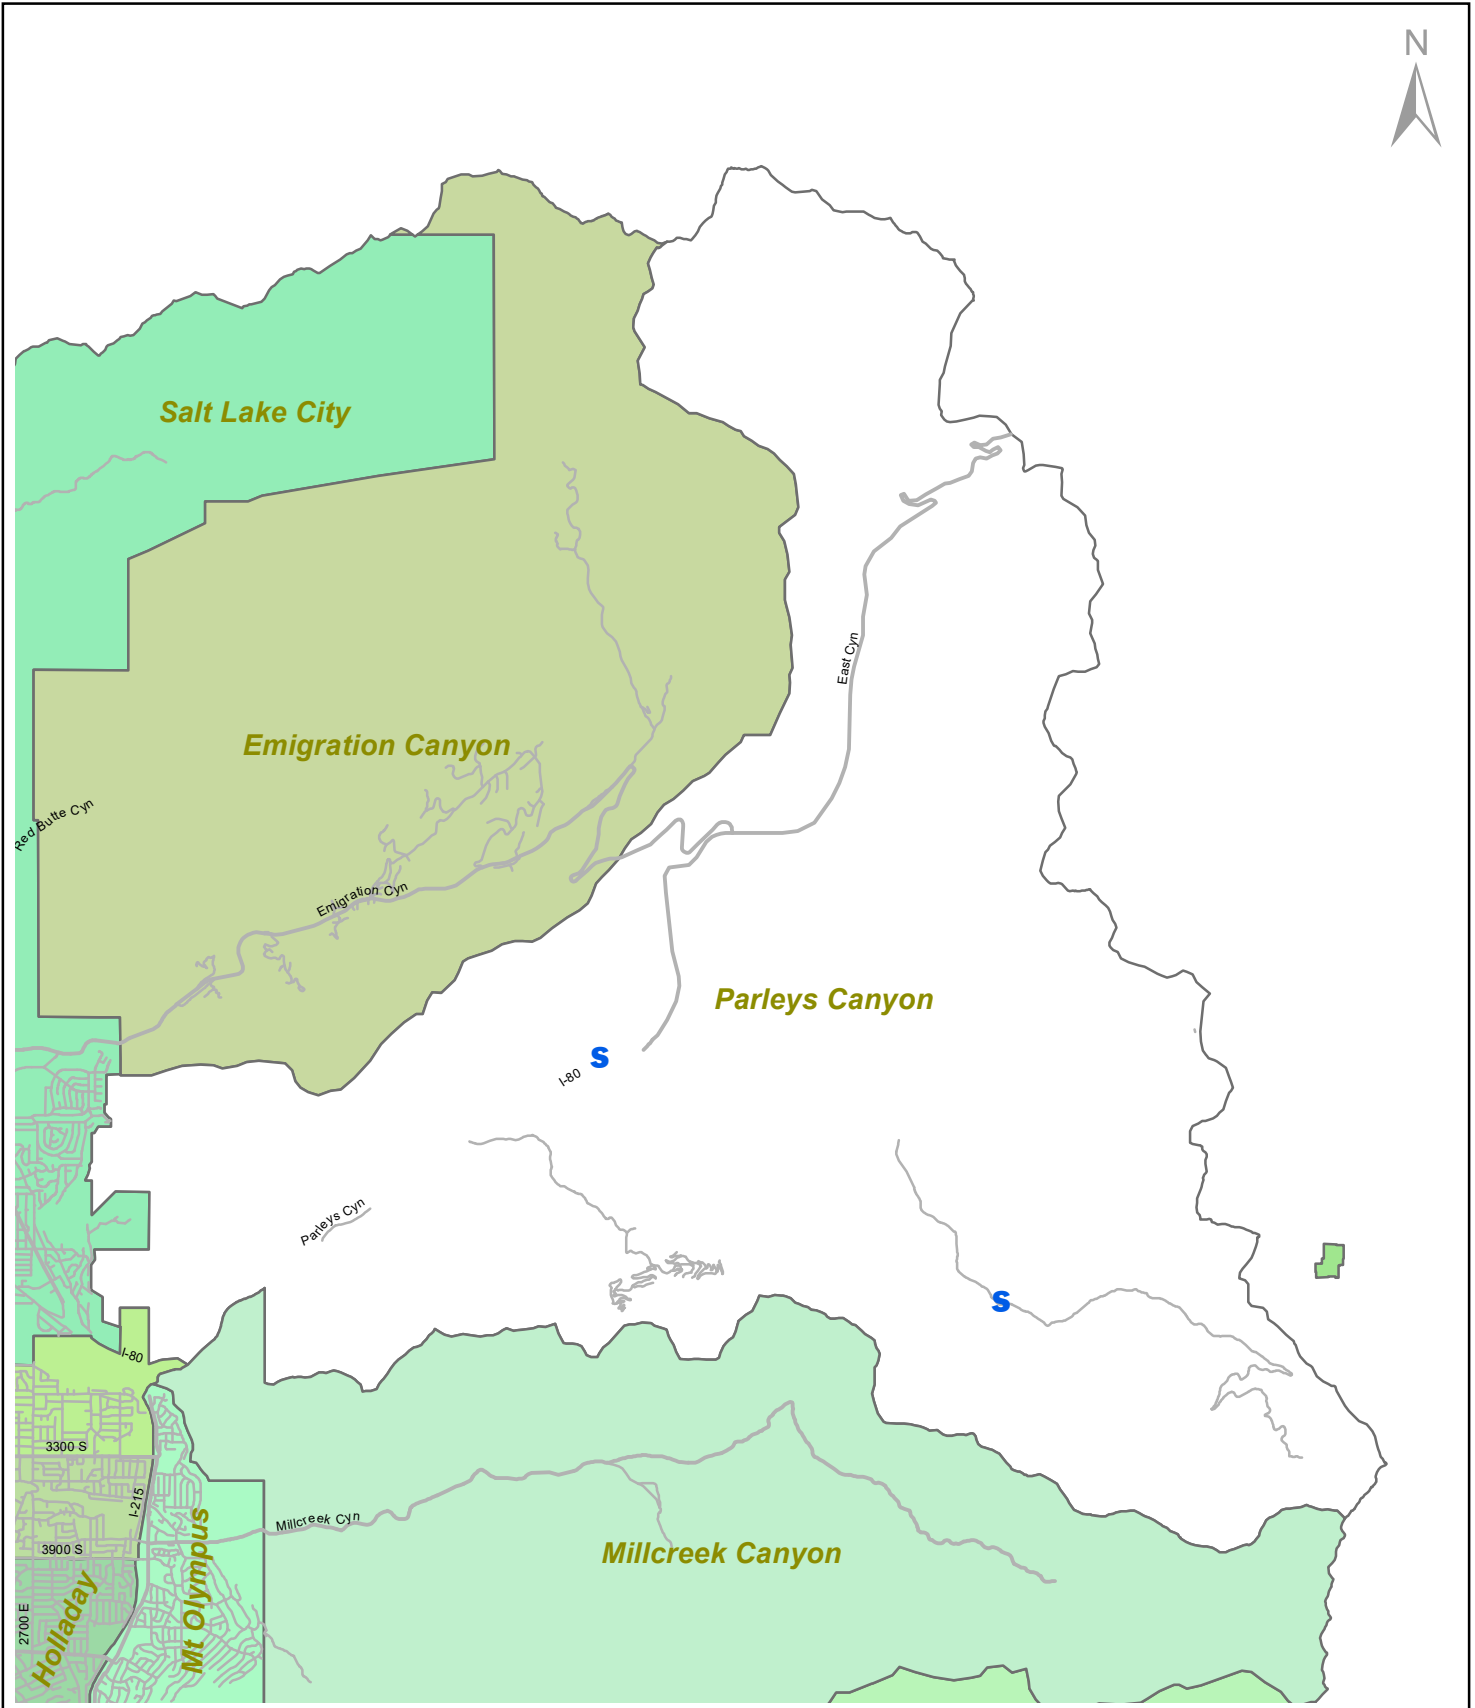 N
Salt Lake City
East Cyn
Emigration Canyon
Red Butte Cyn
Emigration Cyn
Parleys Canyon
S
I-80
Parleys Cyn
S
I-80
3300 S
I-215
Millcreek Cyn
3900 S
Millcreek Canyon
Mt Olympus
Holladay
2700 E